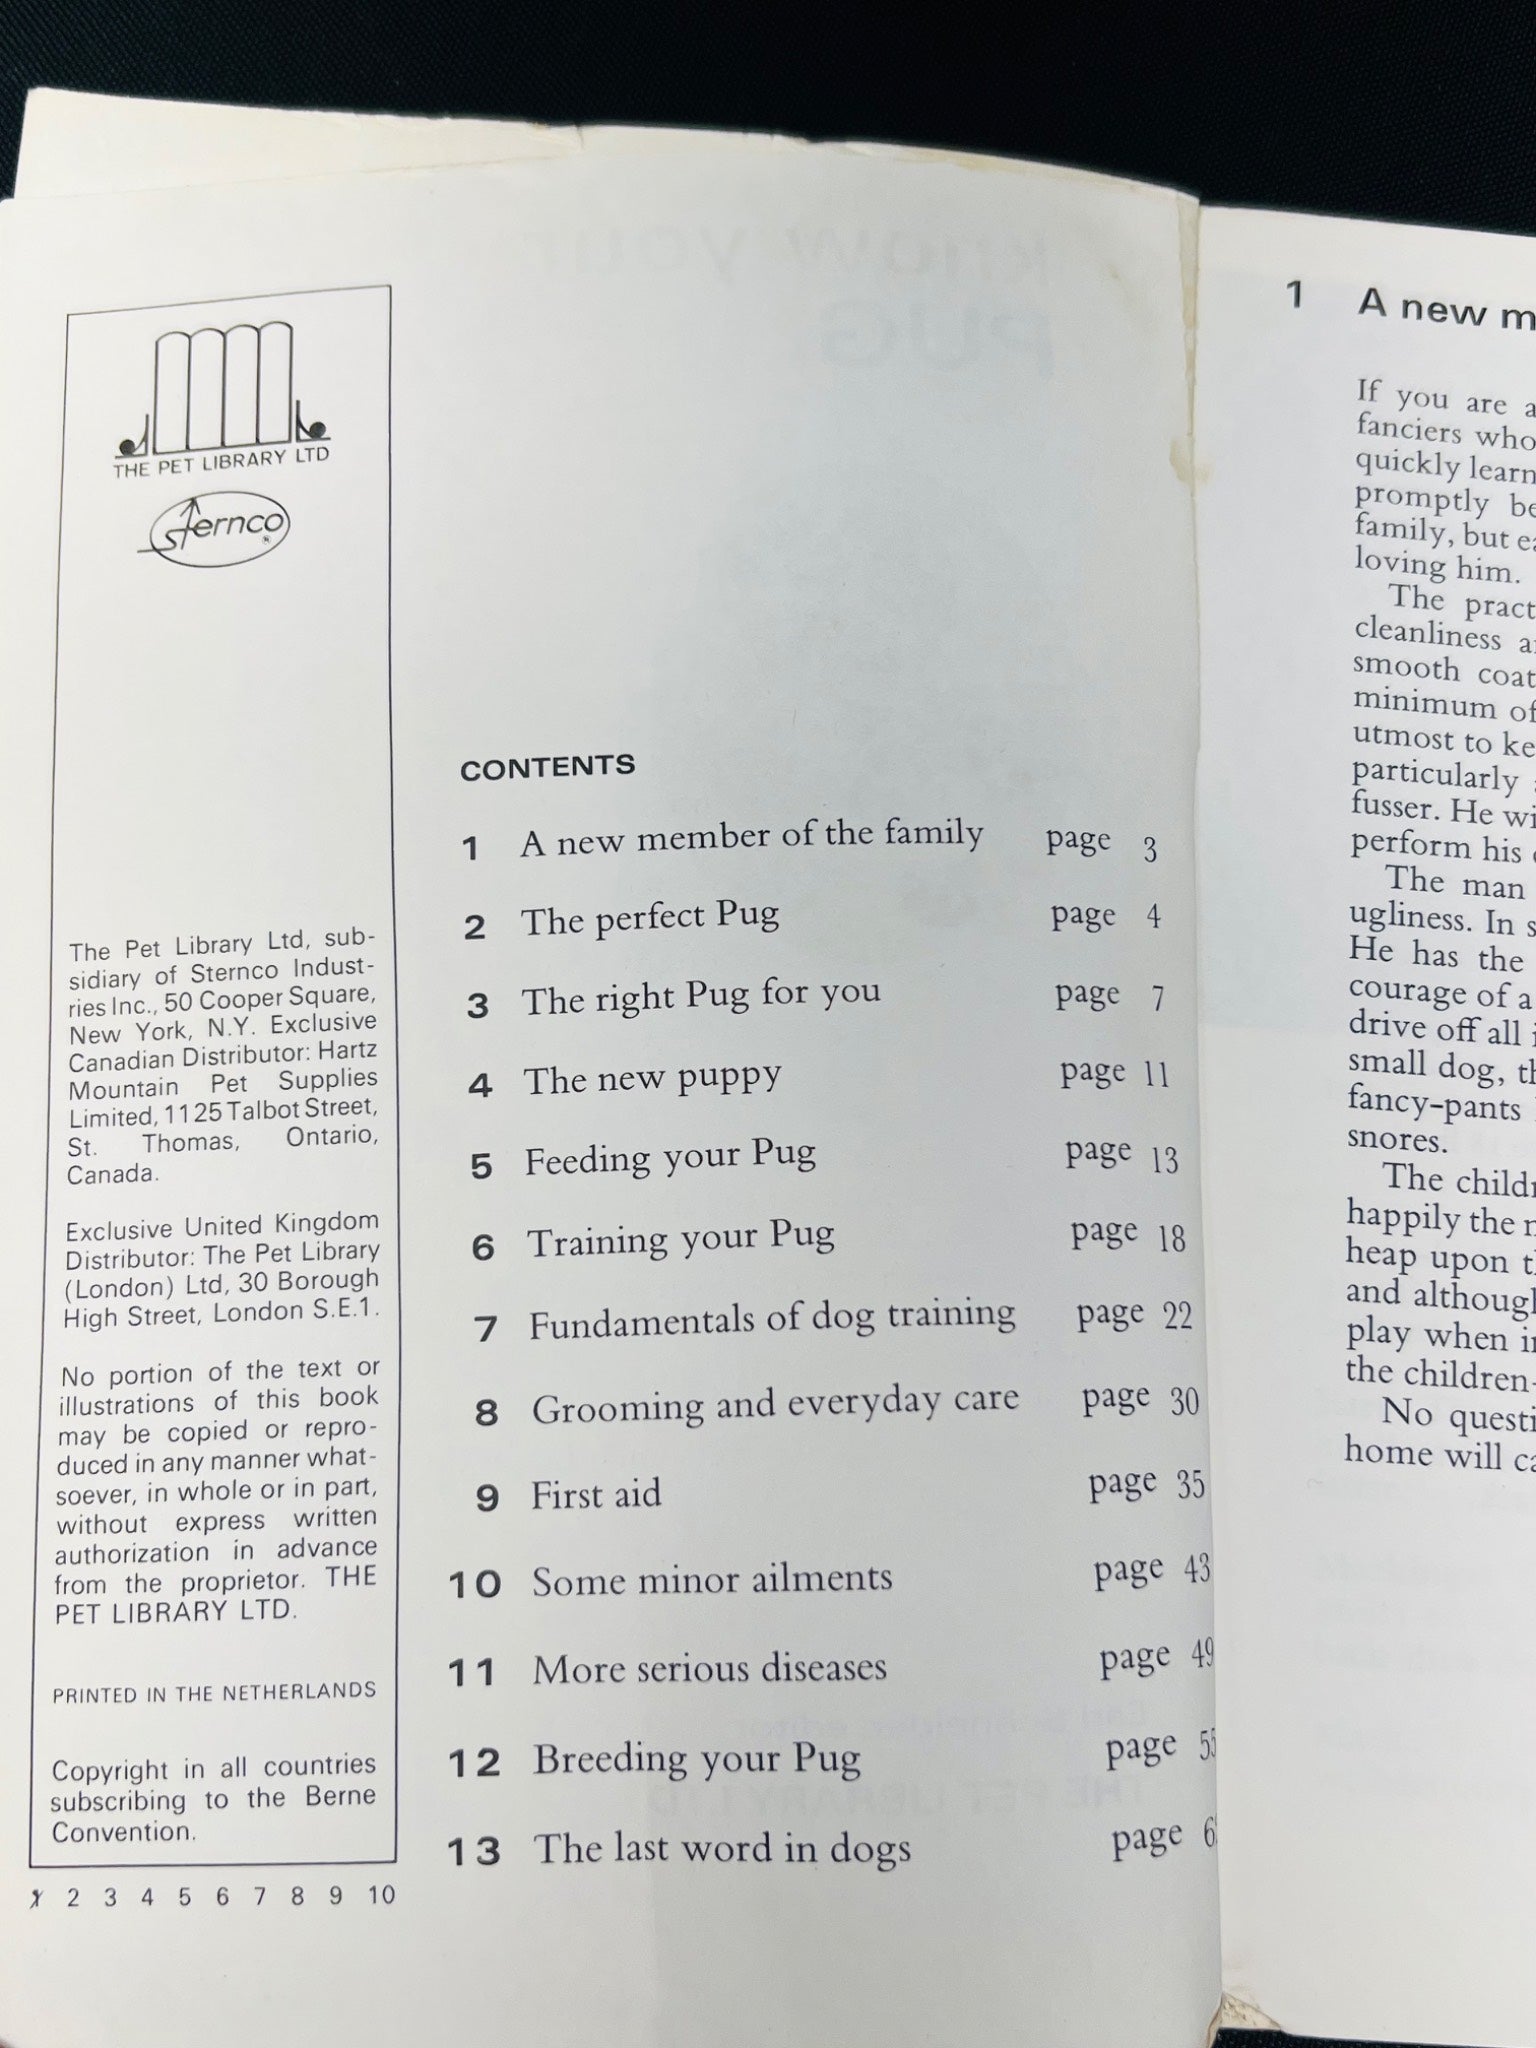 THE PET LIBRARY LTD
Sternco
®
The Pet Library Ltd, sub-
sidiary of Sternco Indust-
ries Inc., 50 Cooper Square,
New York, N.Y. Exclusive
Canadian Distributor: Hartz
Mountain Pet Supplies
Limited, 1125 Talbot Street,
St. Thomas, Ontario,
Canada.
Exclusive United Kingdom
Distributor: The Pet Library
(London) Ltd, 30 Borough
High Street, London S.E.1.
No portion of the text or
illustrations of this book
may be copied or repro-
duced in any manner what-
soever, in whole or in part,
without express written
authorization in advance
from the proprietor. THE
PET LIBRARY LTD.
PRINTED IN THE NETHERLANDS
Copyright in all countries
subscribing to the Berne
Convention.
1 2 3 4 5 6 7 8 9 10
KNOW YOUR
PUG
CONTENTS
1 A new member of the family page 3
2 The perfect Pug page 4
3 The right Pug for you page 7
4 The new puppy page 11
5 Feeding your Pug page 13
6 Training your Pug page 18
7 Fundamentals of dog training page 22
8 Grooming and everyday care page 30
9 First aid page 35
10 Some minor ailments page 43
11 More serious diseases page 49
12 Breeding your Pug page 55
13 The last word in dogs page
1 A new
If you are
fanciers who
quickly learn
promptly
family, but
loving him.
The
cleanliness
smooth coat
minimum of
utmost to
particularly
fusser. He
perform his
The man
ugliness. In
He has the
courage of a
drive off all
small dog,
fancy-pants
snores.
The
happily the
heap upon
and
play when
the children
No
home will